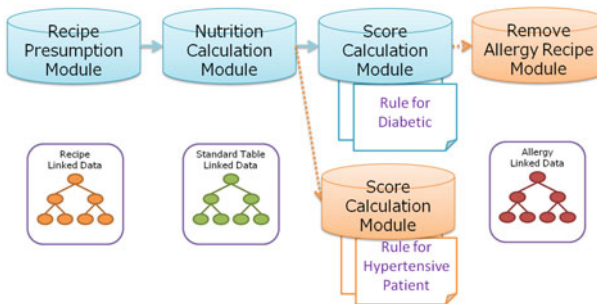 Recipe
Presumption
Module
Nutrition
Calculation
Module
Score
Calculation
Module
Remove
Allergy Recipe
Module
Rule for
Diabetic
Recipe
Linked Data
Standard Table
Linked Data
Allergy
Linked Data
Score
Calculation
Module
Rule for
Hypertensive
Patient